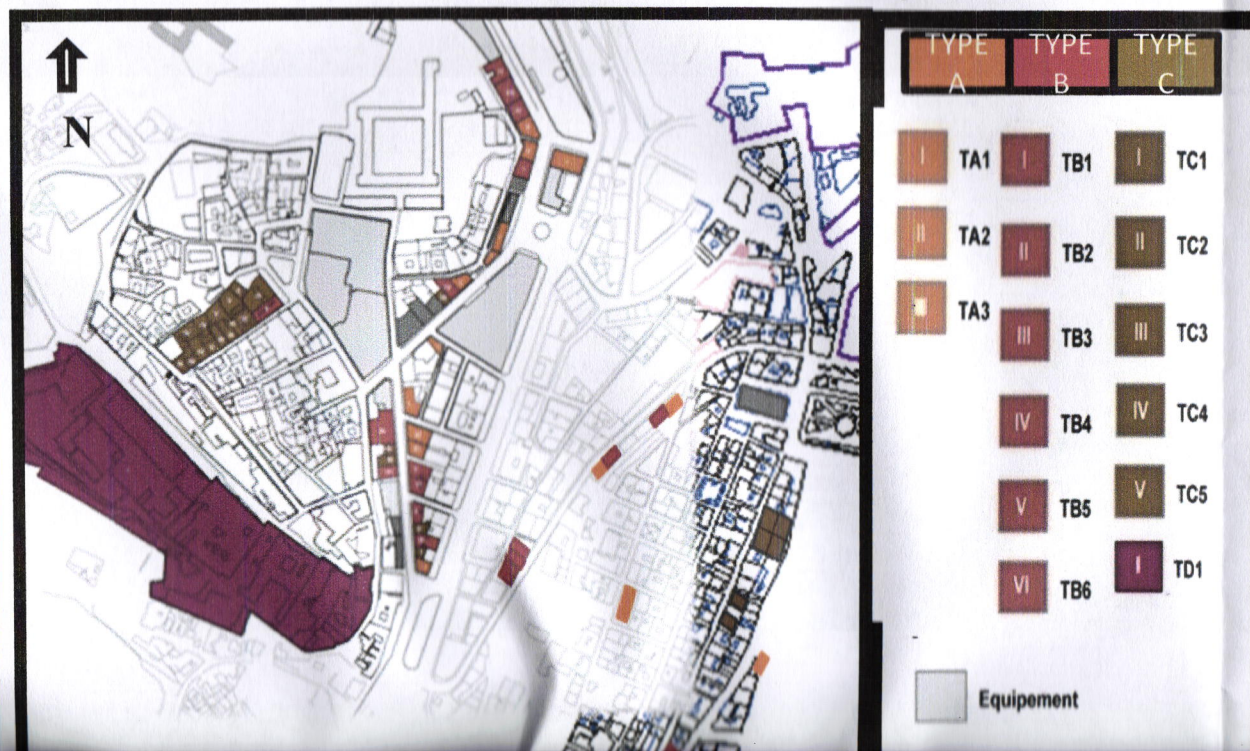 N
TYPE A
TYPE B
TYPE C
I TA1
II TA2
TA3
I TB1
II TB2
III TB3
IV TB4
V TB5
VI TB6
I TC1
II TC2
III TC3
IV TC4
V TC5
I TD1
Equipement